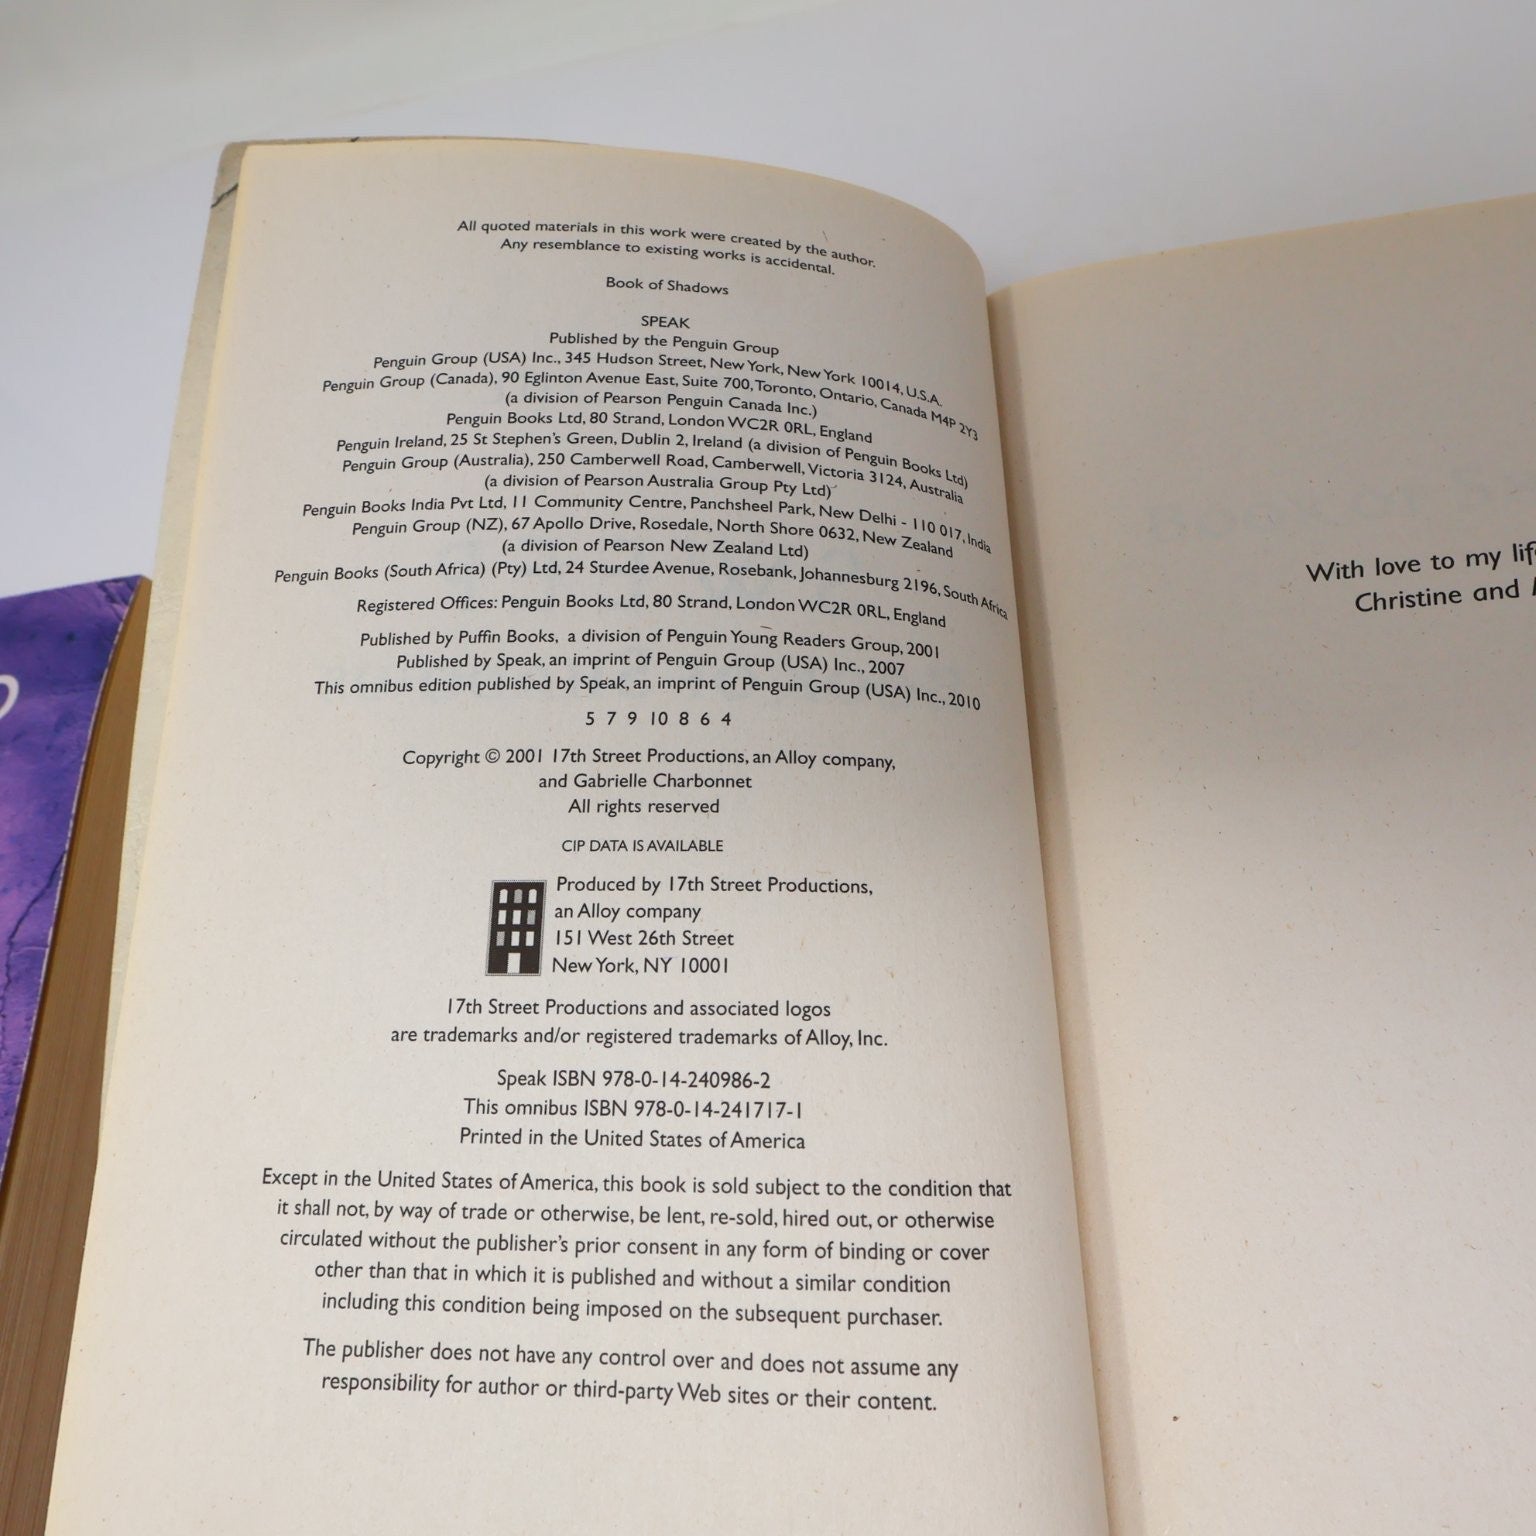 All quoted materials in this work were created by the author.
Any resemblance to existing works is accidental.
Book of Shadows
SPEAK
Published by the Penguin Group
Penguin Group (USA) Inc., 345 Hudson Street, New York, New York 10014, U.S.A.
Penguin Group (Canada), 90 Eglinton Avenue East, Suite 700, Toronto, Ontario, Canada M4P 2Y3
(a division of Pearson Penguin Canada Inc.)
Penguin Books Ltd, 80 Strand, London WC2R 0RL, England
Penguin Ireland, 25 St Stephen's Green, Dublin 2, Ireland (a division of Penguin Books Ltd)
Penguin Group (Australia), 250 Camberwell Road, Camberwell, Victoria 3124, Australia
(a division of Pearson Australia Group Pty Ltd)
Penguin Books India Pvt Ltd, 11 Community Centre, Panchsheel Park, New Delhi - 110 017, India
Penguin Group (NZ), 67 Apollo Drive, Rosedale, North Shore 0632, New Zealand
(a division of Pearson New Zealand Ltd)
Penguin Books (South Africa) (Pty) Ltd, 24 Sturdee Avenue, Rosebank, Johannesburg 2196, South Africa
Registered Offices: Penguin Books Ltd, 80 Strand, London WC2R 0RL, England
Published by Puffin Books, a division of Penguin Young Readers Group, 2001
Published by Speak, an imprint of Penguin Group (USA) Inc., 2007
This omnibus edition published by Speak, an imprint of Penguin Group (USA) Inc., 2010
5 7 9 10 8 6 4
Copyright © 2001 17th Street Productions, an Alloy company,
and Gabrielle Charbonnet
All rights reserved
CIP DATA IS AVAILABLE
Produced by 17th Street Productions,
an Alloy company
151 West 26th Street
New York, NY 10001
17th Street Productions and associated logos
are trademarks and/or registered trademarks of Alloy, Inc.
Speak ISBN 978-0-14-240986-2
This omnibus ISBN 978-0-14-241717-1
Printed in the United States of America
Except in the United States of America, this book is sold subject to the condition that
it shall not, by way of trade or otherwise, be lent, re-sold, hired out, or otherwise
circulated without the publisher's prior consent in any form of binding or cover
other than that in which it is published and without a similar condition
including this condition being imposed on the subsequent purchaser.
The publisher does not have any control over and does not assume any
responsibility for author or third-party Web sites or their content.
With love to my
Christine and